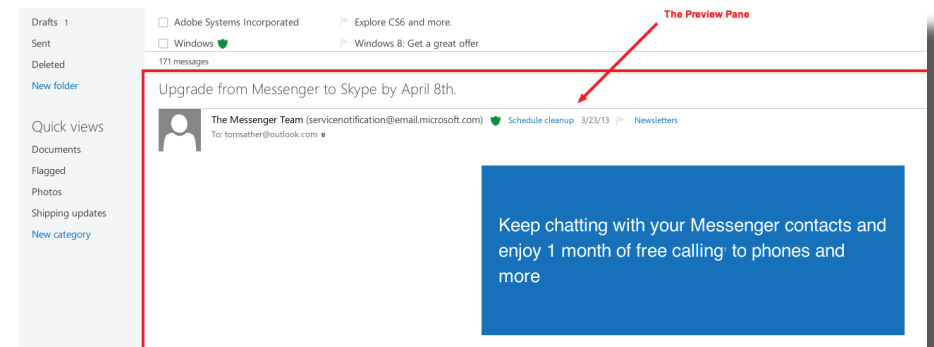 Drafts 1
Sent
Deleted
New folder
Quick views
Documents
Flagged
Photos
Shipping updates
New category
Adobe Systems Incorporated Explore CS6 and more.
Windows Windows 8: Get a great offer
171 messages
The Preview Pane
Upgrade from Messenger to Skype by April 8th.
The Messenger Team (servicenotification@email.microsoft.com) Schedule cleanup 3/23/13 Newsletters
To: tomsather@outlook.com
Keep chatting with your Messenger contacts and
enjoy 1 month of free calling¹ to phones and
more